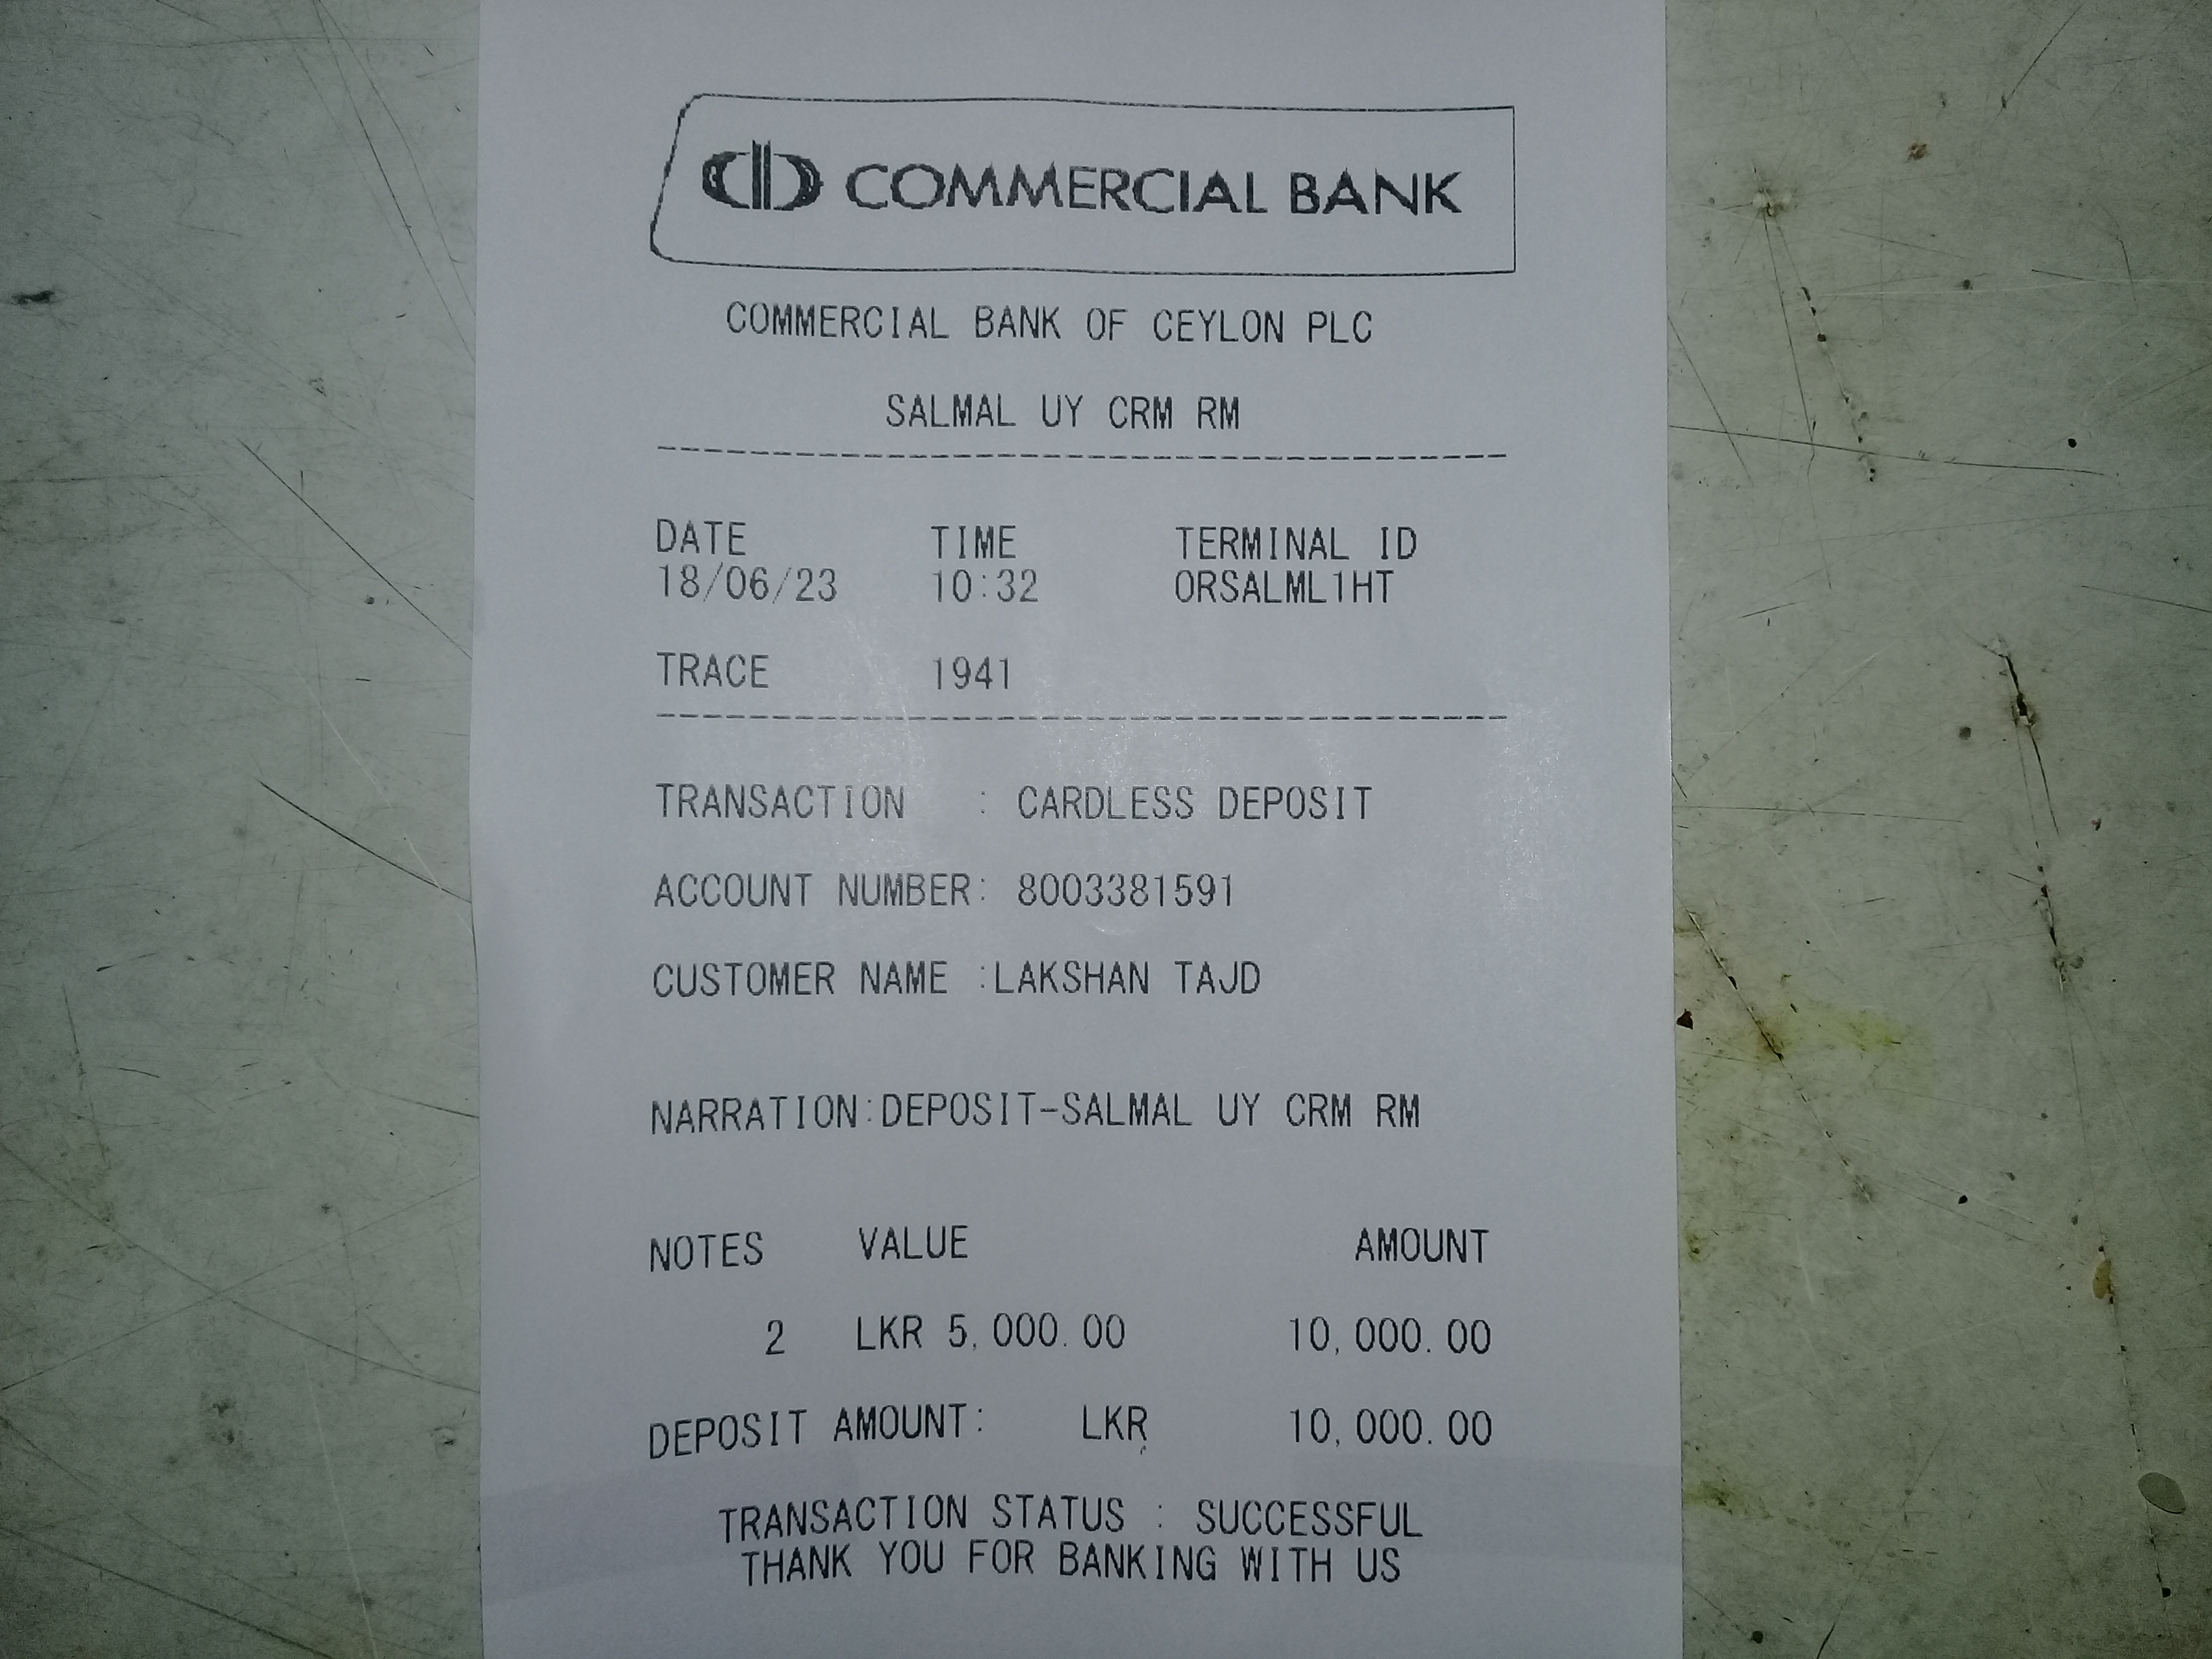 COMMERCIAL BANK
COMMERCIAL BANK OF CEYLON PLC
SALMAL UY CRM RM
----------------------------------------
DATE TIME TERMINAL ID
18/06/23 10:32 ORSALML1HT
TRACE 1941
----------------------------------------
TRANSACTION : CARDLESS DEPOSIT
ACCOUNT NUMBER: 8003381591
CUSTOMER NAME :LAKSHAN TAJD
NARRATION:DEPOSIT-SALMAL UY CRM RM
NOTES VALUE AMOUNT
2 LKR 5,000.00 10,000.00
DEPOSIT AMOUNT: LKR 10,000.00
TRANSACTION STATUS : SUCCESSFUL
THANK YOU FOR BANKING WITH US